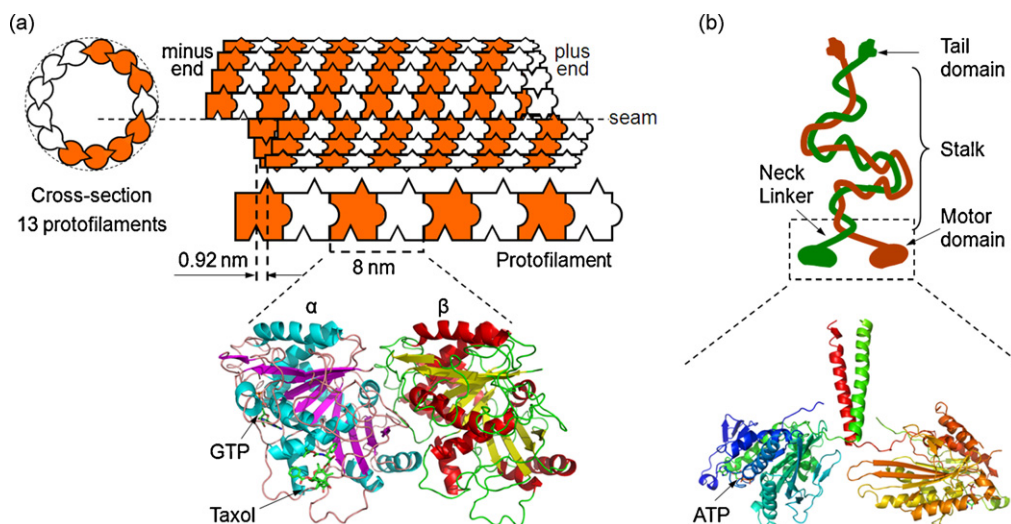 (a)
minus
end
plus
end
seam
Cross-section
13 protofilaments
0.92 nm
8 nm
Protofilament
α
β
GTP
Taxol
(b)
Tail
domain
Stalk
Neck
Linker
Motor
domain
ATP